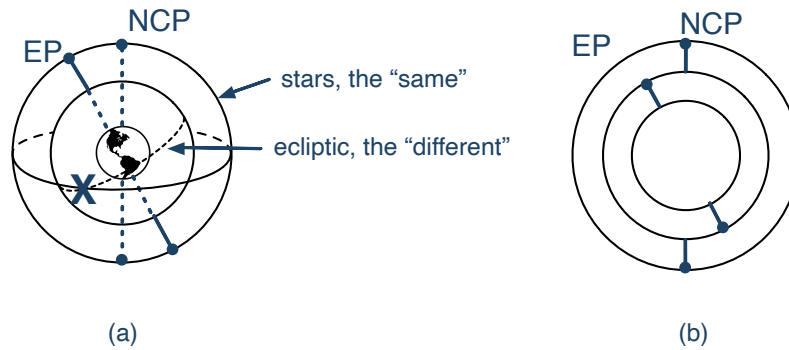 NCP
EP
stars, the “same”
ecliptic, the “different”
X
(a)
EP
NCP
(b)